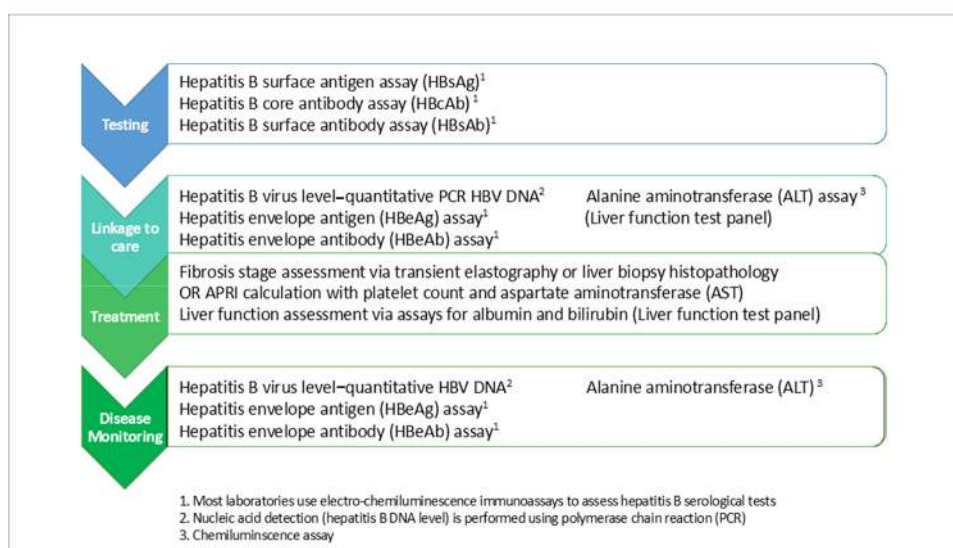 Testing
Hepatitis B surface antigen assay (HBsAg)¹
Hepatitis B core antibody assay (HBcAb) ¹
Hepatitis B surface antibody assay (HBsAb)¹
Linkage to
care
Hepatitis B virus level–quantitative PCR HBV DNA² Alanine aminotransferase (ALT) assay ³
Hepatitis envelope antigen (HBeAg) assay¹ (Liver function test panel)
Hepatitis envelope antibody (HBeAb) assay¹
Treatment
Fibrosis stage assessment via transient elastography or liver biopsy histopathology
OR APRI calculation with platelet count and aspartate aminotransferase (AST)
Liver function assessment via assays for albumin and bilirubin (Liver function test panel)
Disease
Monitoring
Hepatitis B virus level–quantitative HBV DNA² Alanine aminotransferase (ALT) ³
Hepatitis envelope antigen (HBeAg) assay¹
Hepatitis envelope antibody (HBeAb) assay¹
1. Most laboratories use electro-chemiluminescence immunoassays to assess hepatitis B serological tests
2. Nucleic acid detection (hepatitis B DNA level) is performed using polymerase chain reaction (PCR)
3. Chemiluminscence assay